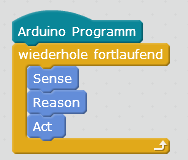 Arduino Programm
wiederhole fortlaufend
Sense
Reason
Act